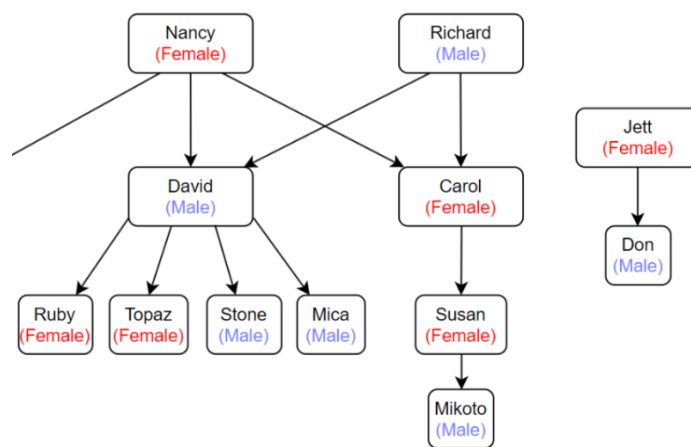 Nancy
(Female)
Richard
(Male)
Jett
(Female)
David
(Male)
Carol
(Female)
Don
(Male)
Ruby
(Female)
Topaz
(Female)
Stone
(Male)
Mica
(Male)
Susan
(Female)
Mikoto
(Male)